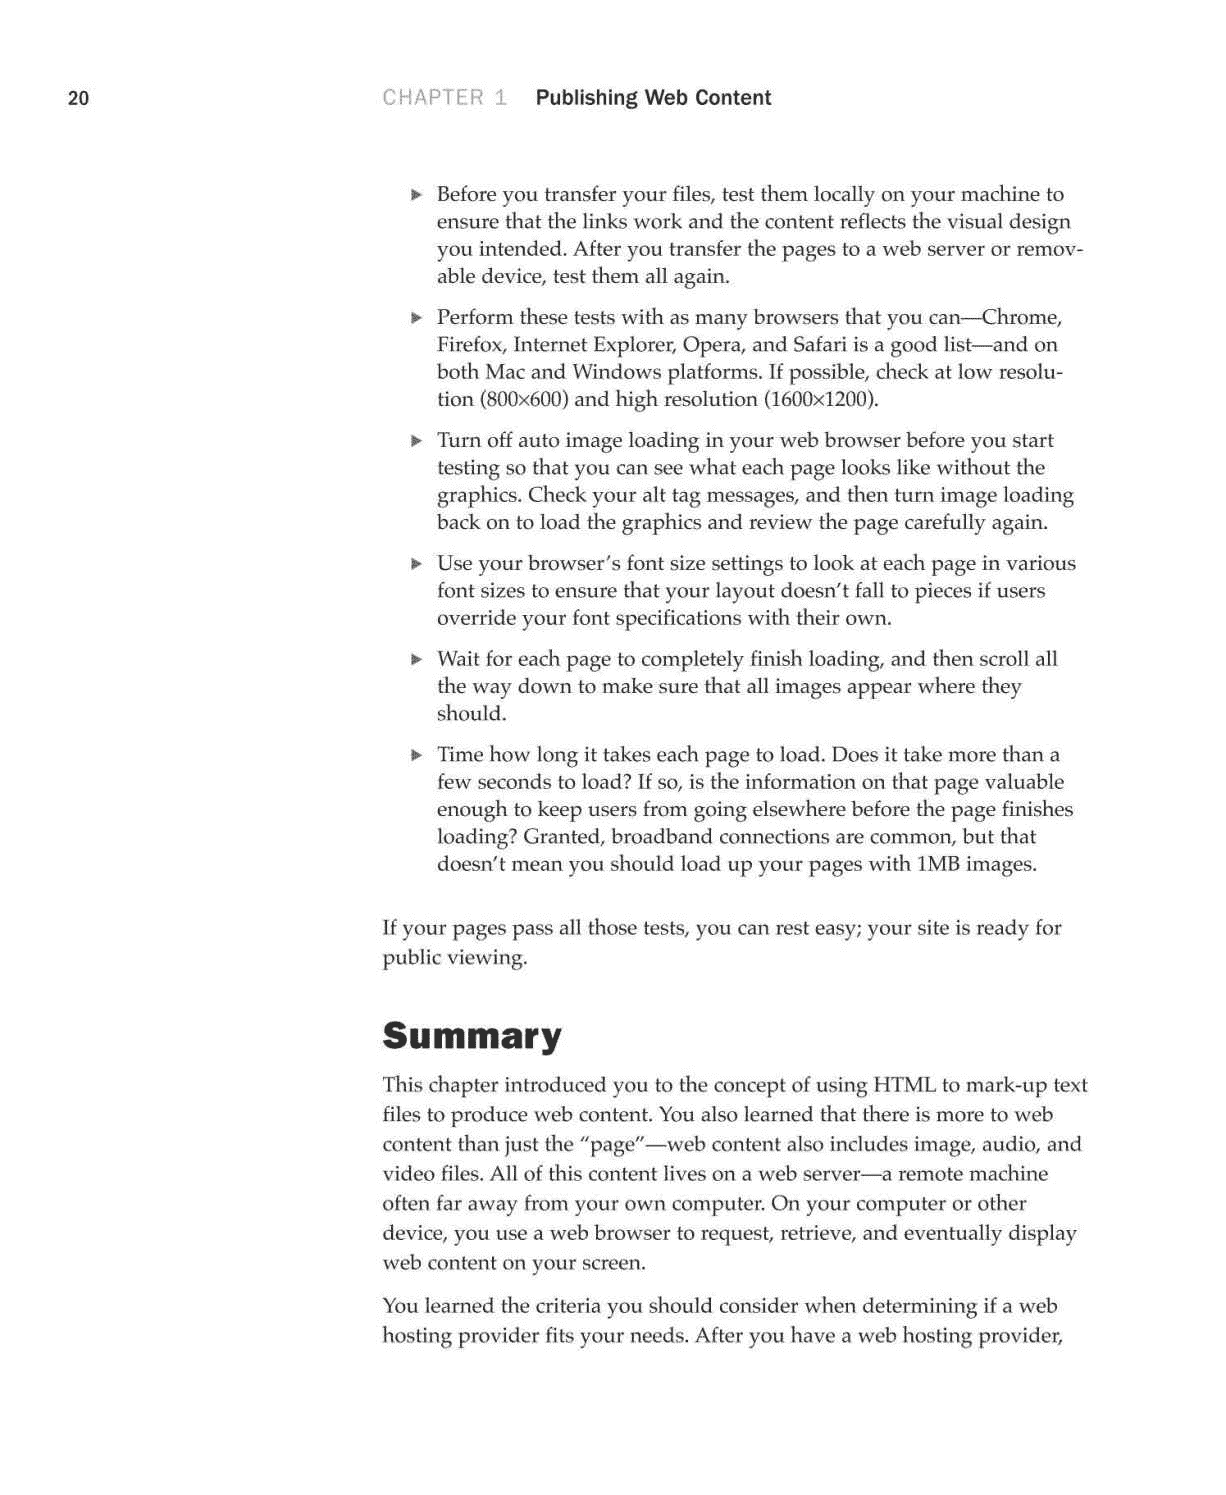 20
CHAPTER 1 Publishing Web Content
▶ Before you transfer your files, test them locally on your machine to
ensure that the links work and the content reflects the visual design
you intended. After you transfer the pages to a web server or remov-
able device, test them all again.
▶ Perform these tests with as many browsers that you can—Chrome,
Firefox, Internet Explorer, Opera, and Safari is a good list—and on
both Mac and Windows platforms. If possible, check at low resolu-
tion (800×600) and high resolution (1600×1200).
▶ Turn off auto image loading in your web browser before you start
testing so that you can see what each page looks like without the
graphics. Check your alt tag messages, and then turn image loading
back on to load the graphics and review the page carefully again.
▶ Use your browser's font size settings to look at each page in various
font sizes to ensure that your layout doesn't fall to pieces if users
override your font specifications with their own.
▶ Wait for each page to completely finish loading, and then scroll all
the way down to make sure that all images appear where they
should.
▶ Time how long it takes each page to load. Does it take more than a
few seconds to load? If so, is the information on that page valuable
enough to keep users from going elsewhere before the page finishes
loading? Granted, broadband connections are common, but that
doesn't mean you should load up your pages with 1MB images.
If your pages pass all those tests, you can rest easy; your site is ready for
public viewing.
Summary
This chapter introduced you to the concept of using HTML to mark-up text
files to produce web content. You also learned that there is more to web
content than just the "page"—web content also includes image, audio, and
video files. All of this content lives on a web server—a remote machine
often far away from your own computer. On your computer or other
device, you use a web browser to request, retrieve, and eventually display
web content on your screen.
You learned the criteria you should consider when determining if a web
hosting provider fits your needs. After you have a web hosting provider,